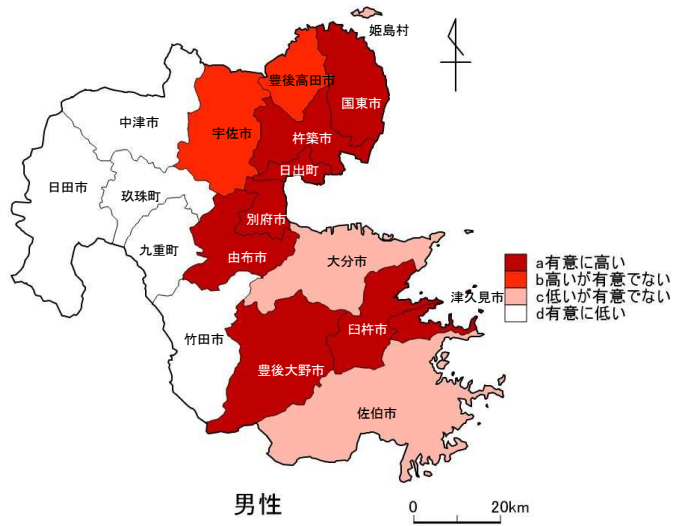 姫島村
豊後高田市
国東市
中津市
宇佐市
杵築市
日出町
日田市
玖珠町
別府市
九重町
由布市
大分市
a有意に高い
b高いが有意でない
c低いが有意でない
d有意に低い
津久見市
竹田市
臼杵市
豊後大野市
佐伯市
男性
0 20km